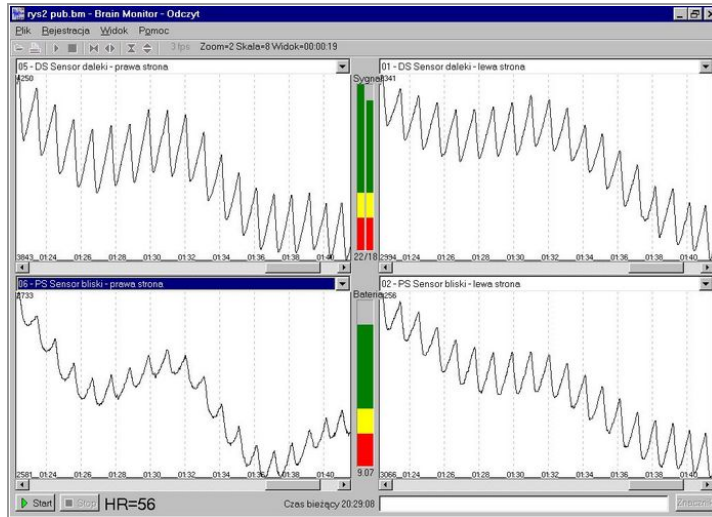 rys2 pub.bm - Brain Monitor - Odczyt
Plik Rejestracja Widok Pomoc
3 fps Zoom=2 Skala=8 Widok=00:00:19
05 - DS Sensor daleki - prawa strona
4250
3843 01:24 01:26 01:28 01:30 01:32 01:34 01:36 01:38 01:40
Sygnał
22/18
01 - DS Sensor daleki - lewa strona
3341
2994 01:24 01:26 01:28 01:30 01:32 01:34 01:36 01:38 01:40
06 - PS Sensor bliski - prawa strona
2733
2581 01:24 01:26 01:28 01:30 01:32 01:34 01:36 01:38 01:40
Bateria
9.07
02 - PS Sensor bliski - lewa strona
3256
3066 01:24 01:26 01:28 01:30 01:32 01:34 01:36 01:38 01:40
Start Stop HR=56 Czas bieżący 20:29:08 Znacznik